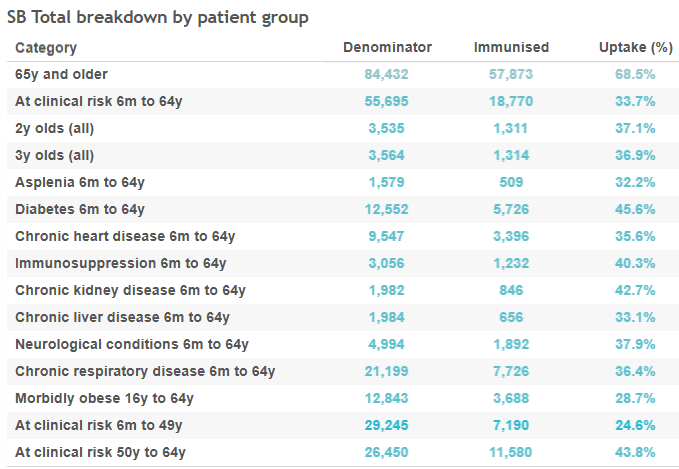 SB Total breakdown by patient group
Category Denominator Immunised Uptake (%)
65y and older 84,432 57,873 68.5%
At clinical risk 6m to 64y 55,695 18,770 33.7%
2y olds (all) 3,535 1,311 37.1%
3y olds (all) 3,564 1,314 36.9%
Asplenia 6m to 64y 1,579 509 32.2%
Diabetes 6m to 64y 12,552 5,726 45.6%
Chronic heart disease 6m to 64y 9,547 3,396 35.6%
Immunosuppression 6m to 64y 3,056 1,232 40.3%
Chronic kidney disease 6m to 64y 1,982 846 42.7%
Chronic liver disease 6m to 64y 1,984 656 33.1%
Neurological conditions 6m to 64y 4,994 1,892 37.9%
Chronic respiratory disease 6m to 64y 21,199 7,726 36.4%
Morbidly obese 16y to 64y 12,843 3,688 28.7%
At clinical risk 6m to 49y 29,245 7,190 24.6%
At clinical risk 50y to 64y 26,450 11,580 43.8%